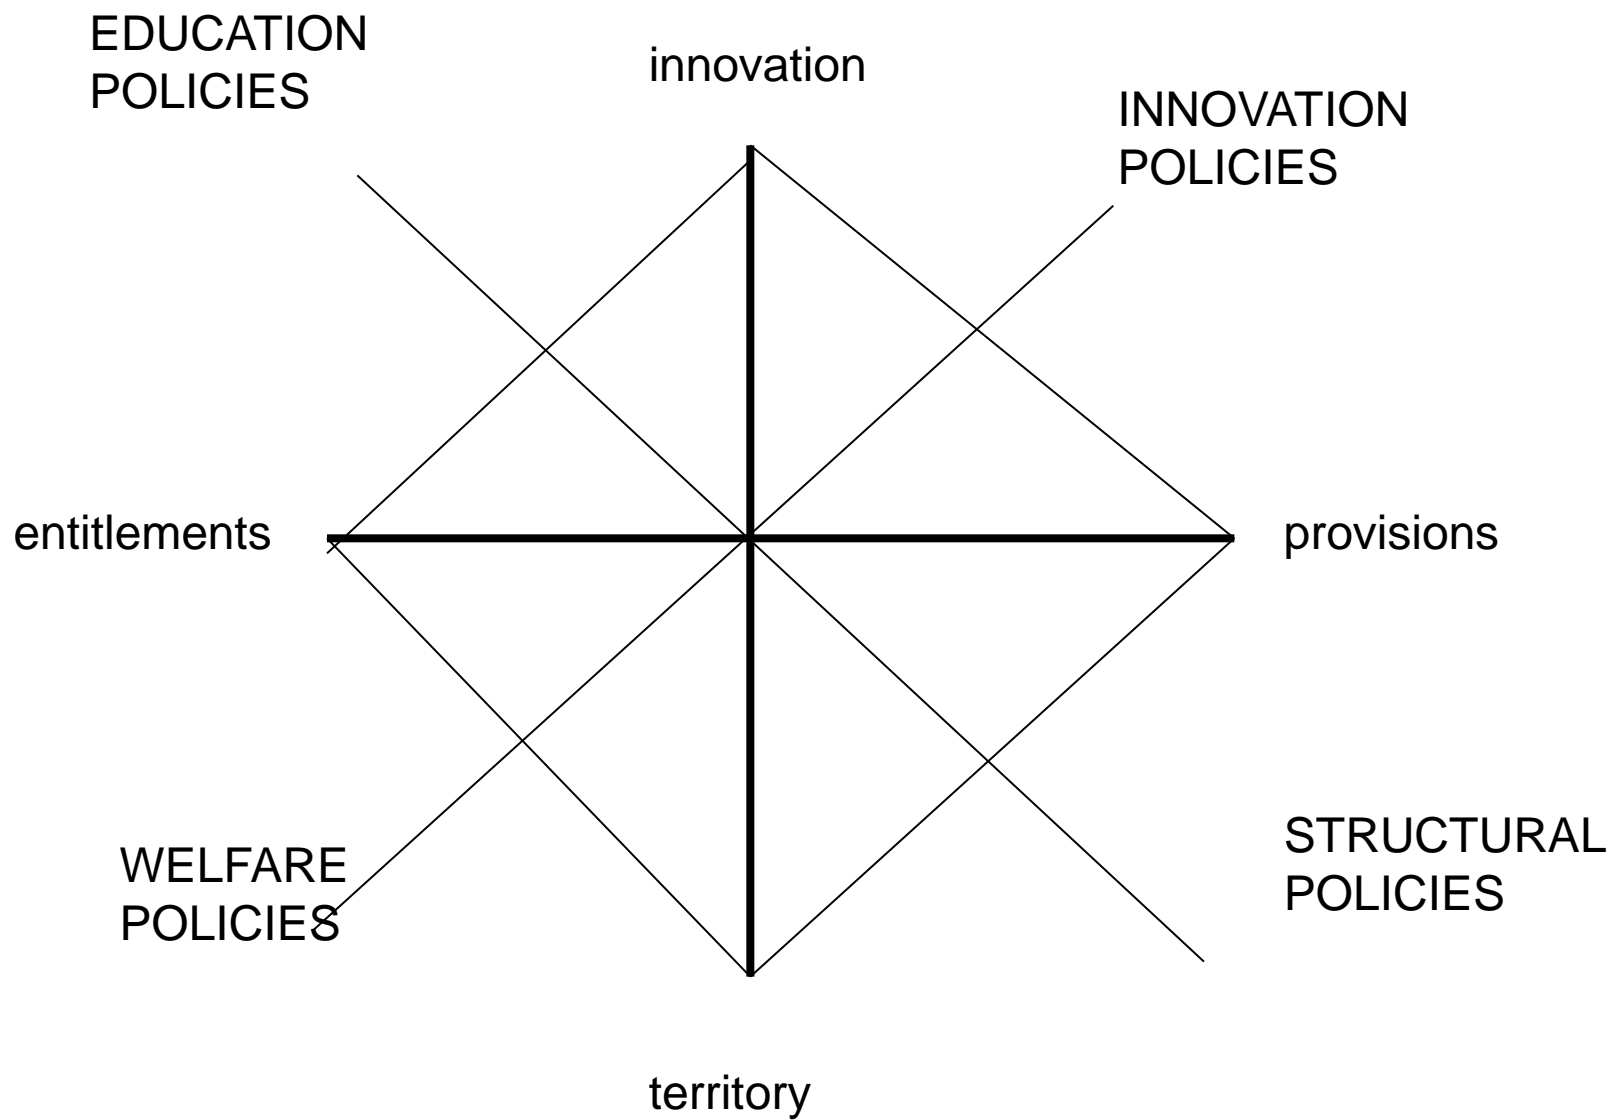 EDUCATION
POLICIES
innovation
INNOVATION
POLICIES
entitlements
provisions
WELFARE
POLICIES
STRUCTURAL
POLICIES
territory